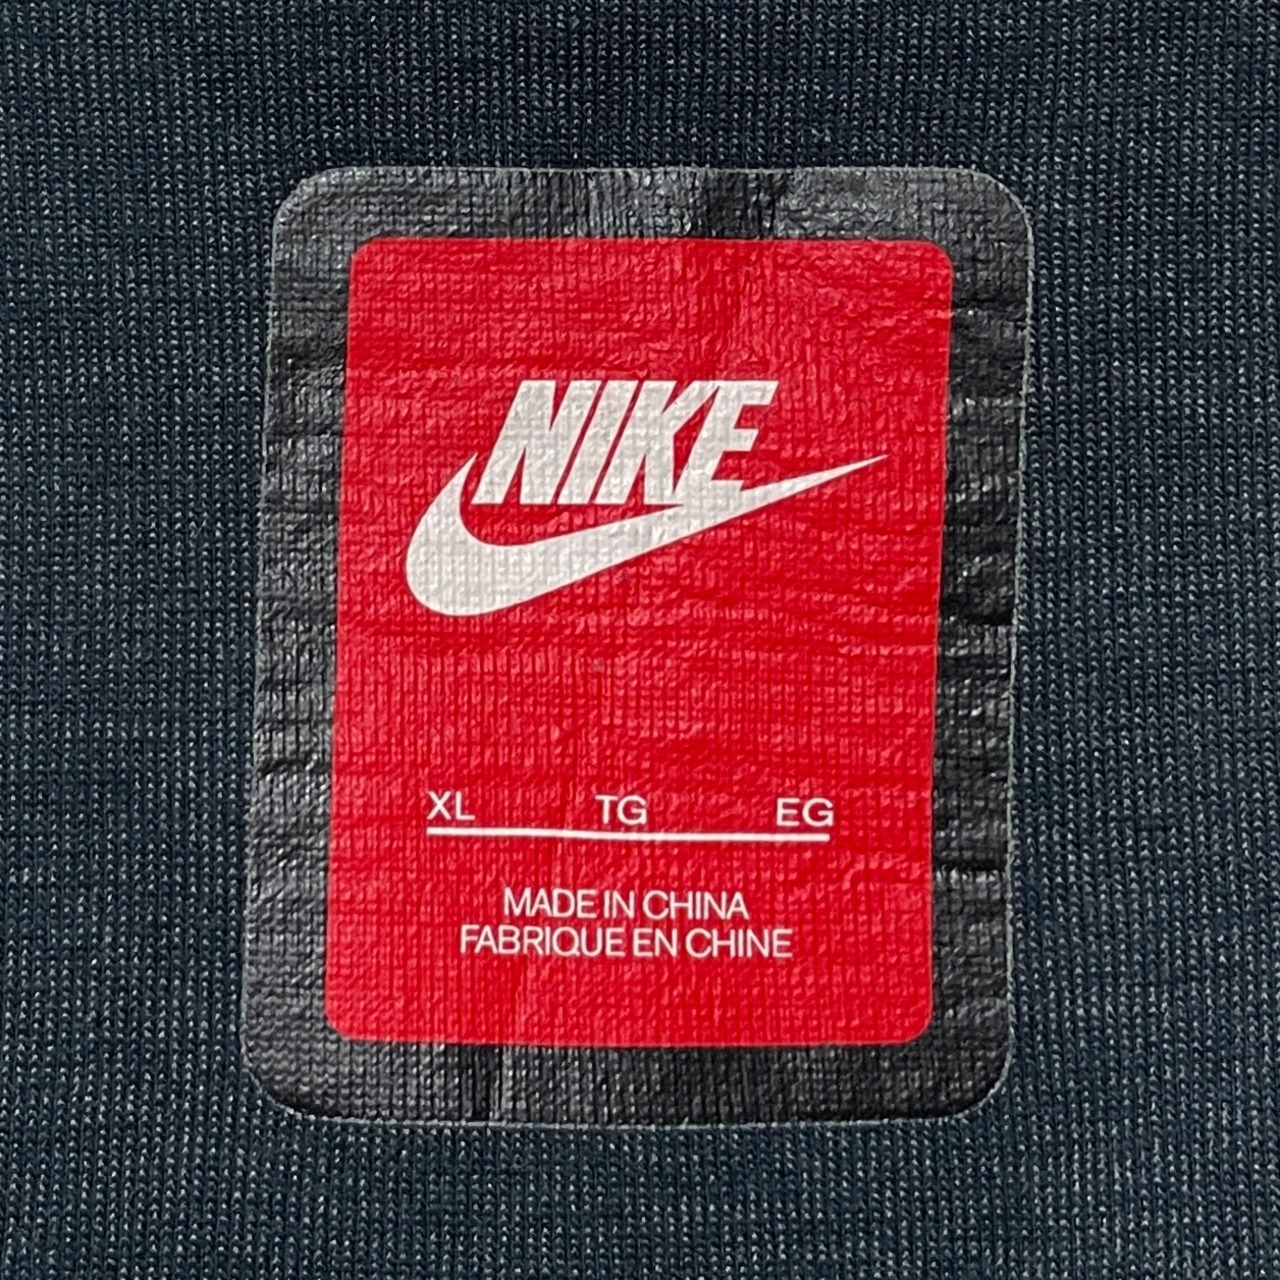 NIKE
XL TG EG
MADE IN CHINA
FABRIQUE EN CHINE